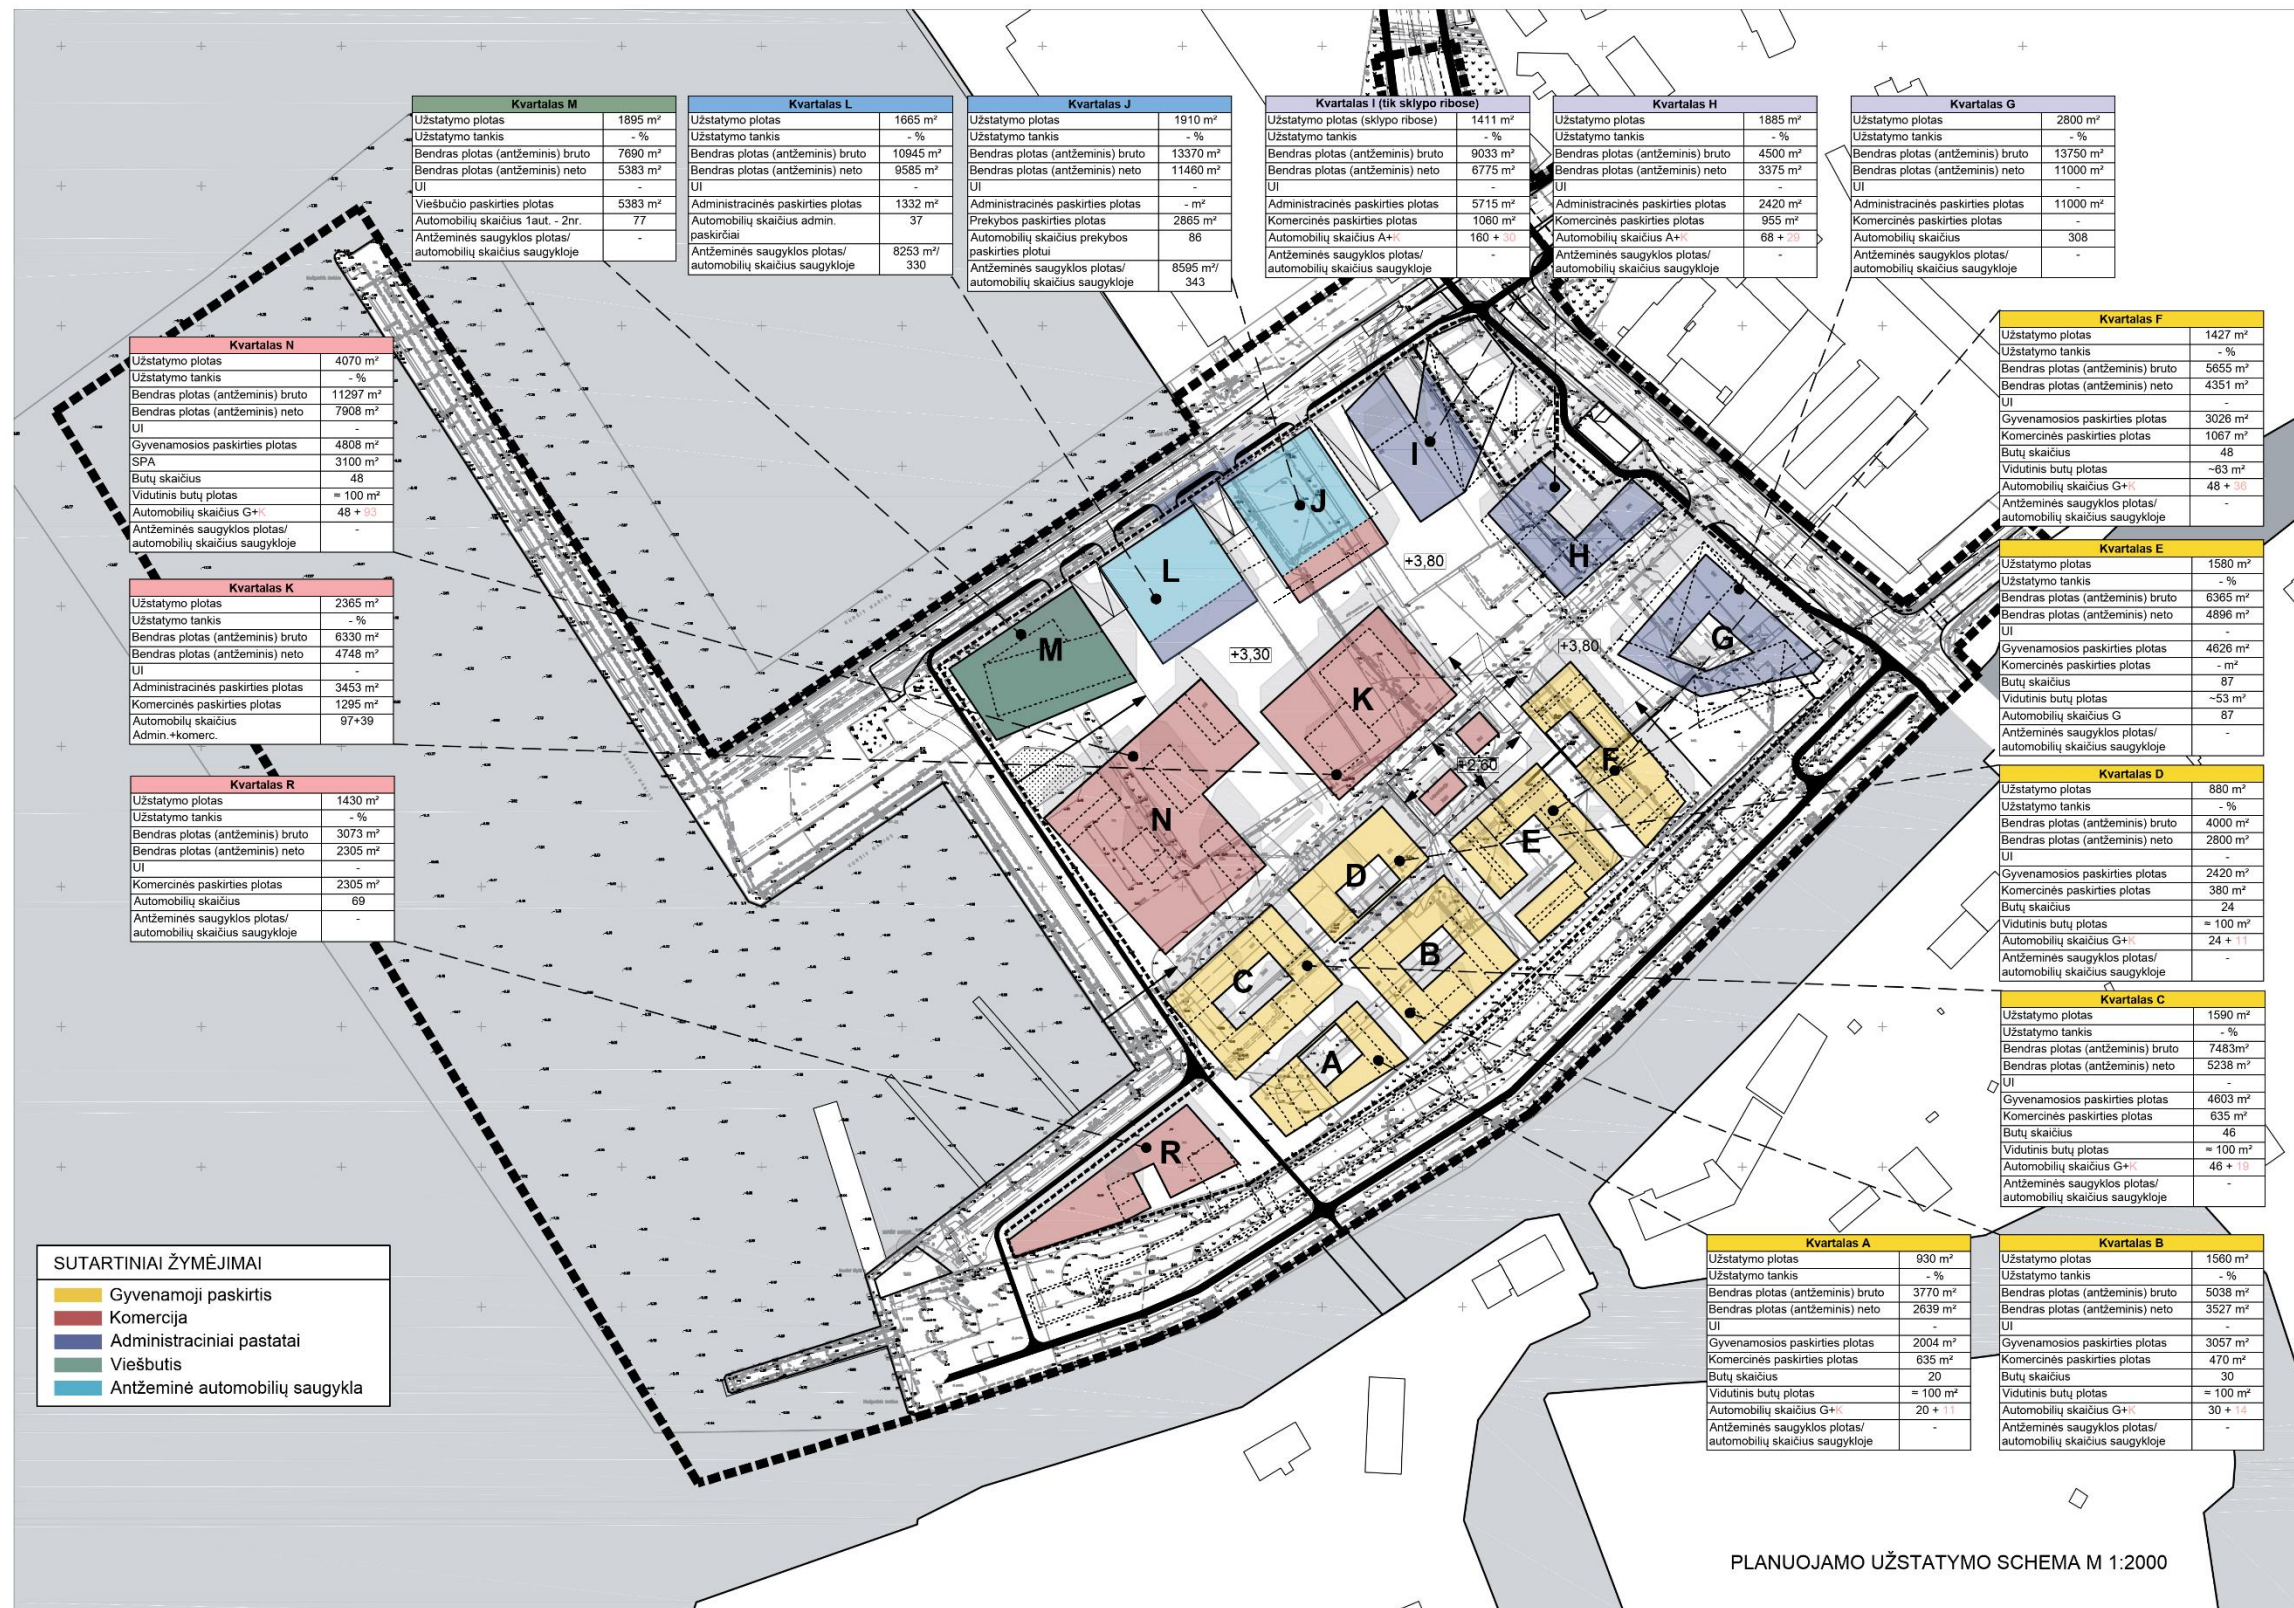 Kvartalas M
Užstatymo plotas 1895 m²
Užstatymo tankis - %
Bendras plotas (antžeminis) bruto 7690 m²
Bendras plotas (antžeminis) neto 5383 m²
UI -
Viešbučio paskirties plotas 5383 m²
Automobilių skaičius 1aut. - 2nr. 77
Antžeminės saugyklos plotas/ -
automobilių skaičius saugykloje
Kvartalas L
Užstatymo plotas 1665 m²
Užstatymo tankis - %
Bendras plotas (antžeminis) bruto 10945 m²
Bendras plotas (antžeminis) neto 9585 m²
UI -
Administracinės paskirties plotas 1332 m²
Automobilių skaičius admin. 37
paskirčiai
Antžeminės saugyklos plotas/ 8253 m²/
automobilių skaičius saugykloje 330
Kvartalas J
Užstatymo plotas 1910 m²
Užstatymo tankis - %
Bendras plotas (antžeminis) bruto 13370 m²
Bendras plotas (antžeminis) neto 11460 m²
UI -
Administracinės paskirties plotas - m²
Prekybos paskirties plotas 2865 m²
Automobilių skaičius prekybos 86
paskirties plotui
Antžeminės saugyklos plotas/ 8595 m²/
automobilių skaičius saugykloje 343
Kvartalas I (tik sklypo ribose)
Užstatymo plotas (sklypo ribose) 1411 m²
Užstatymo tankis - %
Bendras plotas (antžeminis) bruto 9033 m²
Bendras plotas (antžeminis) neto 6775 m²
UI -
Administracinės paskirties plotas 5715 m²
Komercinės paskirties plotas 1060 m²
Automobilių skaičius A+K 160 + 30
Antžeminės saugyklos plotas/ -
automobilių skaičius saugykloje
Kvartalas H
Užstatymo plotas 1885 m²
Užstatymo tankis - %
Bendras plotas (antžeminis) bruto 4500 m²
Bendras plotas (antžeminis) neto 3375 m²
UI -
Administracinės paskirties plotas 2420 m²
Komercinės paskirties plotas 955 m²
Automobilių skaičius A+K 68 + 29
Antžeminės saugyklos plotas/ -
automobilių skaičius saugykloje
Kvartalas G
Užstatymo plotas 2800 m²
Užstatymo tankis - %
Bendras plotas (antžeminis) bruto 13750 m²
Bendras plotas (antžeminis) neto 11000 m²
UI -
Administracinės paskirties plotas 11000 m²
Komercinės paskirties plotas -
Automobilių skaičius 308
Antžeminės saugyklos plotas/ -
automobilių skaičius saugykloje
Kvartalas F
Užstatymo plotas 1427 m²
Užstatymo tankis - %
Bendras plotas (antžeminis) bruto 5655 m²
Bendras plotas (antžeminis) neto 4351 m²
UI -
Gyvenamosios paskirties plotas 3026 m²
Komercinės paskirties plotas 1067 m²
Butų skaičius 48
Vidutinis butų plotas ~63 m²
Automobilių skaičius G+K 48 + 36
Antžeminės saugyklos plotas/ -
automobilių skaičius saugykloje
Kvartalas N
Užstatymo plotas 4070 m²
Užstatymo tankis - %
Bendras plotas (antžeminis) bruto 11297 m²
Bendras plotas (antžeminis) neto 7908 m²
UI -
Gyvenamosios paskirties plotas 4808 m²
SPA 3100 m²
Butų skaičius 48
Vidutinis butų plotas ≈ 100 m²
Automobilių skaičius G+K 48 + 93
Antžeminės saugyklos plotas/ -
automobilių skaičius saugykloje
Kvartalas E
Užstatymo plotas 1580 m²
Užstatymo tankis - %
Bendras plotas (antžeminis) bruto 6365 m²
Bendras plotas (antžeminis) neto 4896 m²
UI -
Gyvenamosios paskirties plotas 4626 m²
Komercinės paskirties plotas - m²
Butų skaičius 87
Vidutinis butų plotas ~53 m²
Automobilių skaičius G 87
Antžeminės saugyklos plotas/ -
automobilių skaičius saugykloje
Kvartalas K
Užstatymo plotas 2365 m²
Užstatymo tankis - %
Bendras plotas (antžeminis) bruto 6330 m²
Bendras plotas (antžeminis) neto 4748 m²
UI -
Administracinės paskirties plotas 3453 m²
Komercinės paskirties plotas 1295 m²
Automobilių skaičius 97+39
Admin.+komerc.
Kvartalas D
Užstatymo plotas 880 m²
Užstatymo tankis - %
Bendras plotas (antžeminis) bruto 4000 m²
Bendras plotas (antžeminis) neto 2800 m²
UI -
Gyvenamosios paskirties plotas 2420 m²
Komercinės paskirties plotas 380 m²
Butų skaičius 24
Vidutinis butų plotas ≈ 100 m²
Automobilių skaičius G+K 24 + 11
Antžeminės saugyklos plotas/ -
automobilių skaičius saugykloje
Kvartalas R
Užstatymo plotas 1430 m²
Užstatymo tankis - %
Bendras plotas (antžeminis) bruto 3073 m²
Bendras plotas (antžeminis) neto 2305 m²
UI -
Komercinės paskirties plotas 2305 m²
Automobilių skaičius 69
Antžeminės saugyklos plotas/ -
automobilių skaičius saugykloje
Kvartalas C
Užstatymo plotas 1590 m²
Užstatymo tankis - %
Bendras plotas (antžeminis) bruto 7483m²
Bendras plotas (antžeminis) neto 5238 m²
UI -
Gyvenamosios paskirties plotas 4603 m²
Komercinės paskirties plotas 635 m²
Butų skaičius 46
Vidutinis butų plotas ≈ 100 m²
Automobilių skaičius G+K 46 + 19
Antžeminės saugyklos plotas/ -
automobilių skaičius saugykloje
Kvartalas A
Užstatymo plotas 930 m²
Užstatymo tankis - %
Bendras plotas (antžeminis) bruto 3770 m²
Bendras plotas (antžeminis) neto 2639 m²
UI -
Gyvenamosios paskirties plotas 2004 m²
Komercinės paskirties plotas 635 m²
Butų skaičius 20
Vidutinis butų plotas ≈ 100 m²
Automobilių skaičius G+K 20 + 11
Antžeminės saugyklos plotas/ -
automobilių skaičius saugykloje
Kvartalas B
Užstatymo plotas 1560 m²
Užstatymo tankis - %
Bendras plotas (antžeminis) bruto 5038 m²
Bendras plotas (antžeminis) neto 3527 m²
UI -
Gyvenamosios paskirties plotas 3057 m²
Komercinės paskirties plotas 470 m²
Butų skaičius 30
Vidutinis butų plotas ≈ 100 m²
Automobilių skaičius G+K 30 + 14
Antžeminės saugyklos plotas/ -
automobilių skaičius saugykloje
I
J
+3,80
H
L
G
+3,80
M
+3,30
K
F
+2,60
N
E
D
B
C
A
R
SUTARTINIAI ŽYMĖJIMAI
Gyvenamoji paskirtis
Komercija
Administraciniai pastatai
Viešbutis
Antžeminė automobilių saugykla
PLANUOJAMO UŽSTATYMO SCHEMA M 1:2000